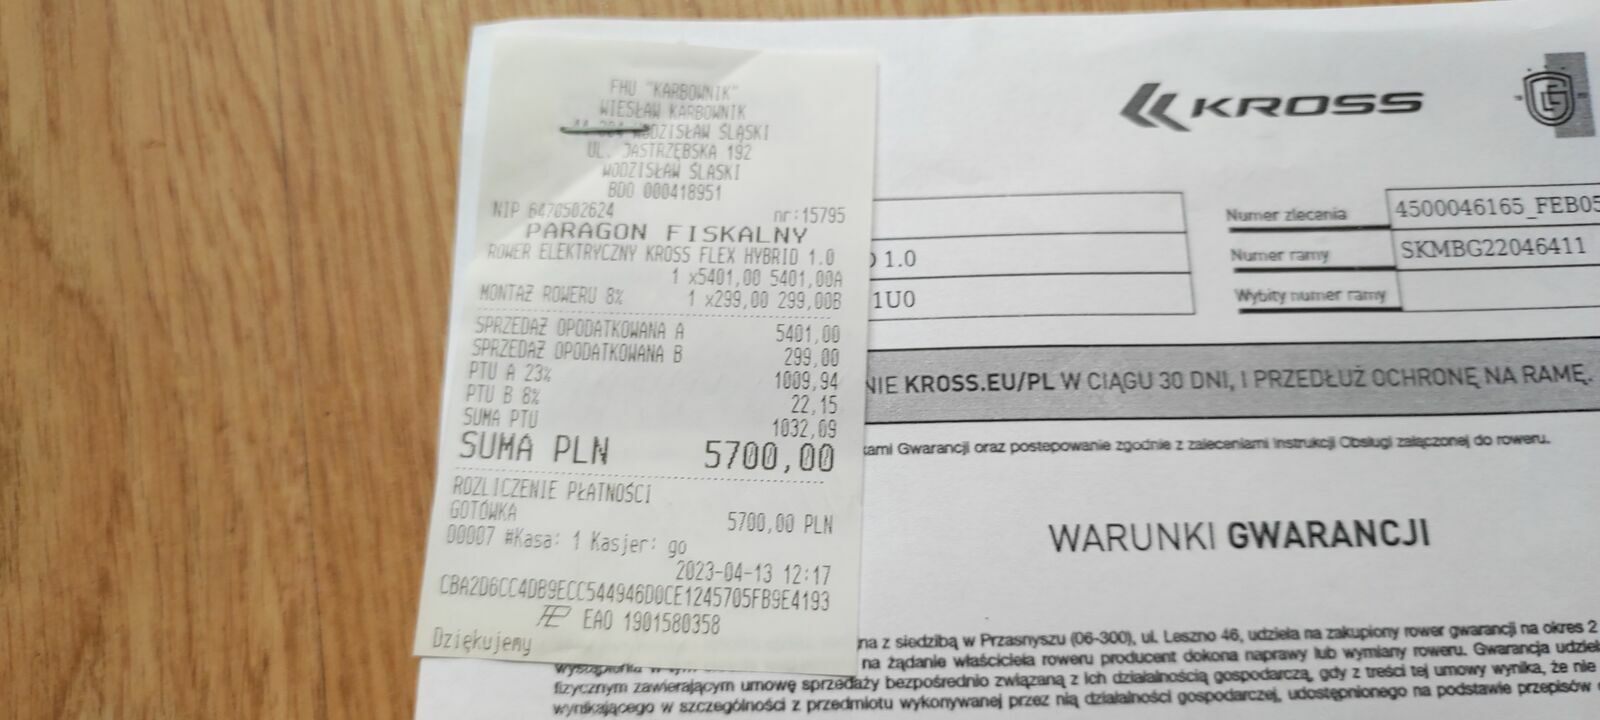 FHU "KARBOWNIK"
WIESŁAW KARBOWNIK
WODZISŁAW ŚLĄSKI
UL. JASTRZĘBSKA 192
WODZISŁAW ŚLĄSKI
BDO 000418951
NIP 6470502624 nr:15795
PARAGON FISKALNY
ROWER ELEKTRYCZNY KROSS FLEX HYBRID 1.0
1 x5401,00 5401,00A
MONTAŻ ROWERU 8% 1 x299,00 299,00B
SPRZEDAŻ OPODATKOWANA A 5401,00
SPRZEDAŻ OPODATKOWANA B 299,00
PTU A 23% 1009,94
PTU B 8% 22,15
SUMA PTU 1032,09
SUMA PLN 5700,00
ROZLICZENIE PŁATNOŚCI
GOTÓWKA 5700,00 PLN
00007 #Kasa: 1 Kasjer: go
2023-04-13 12:17
CBA2D6CC4DB9ECC544946D0CE1245705FB9E4193
EAO 1901580358
Dziękujemy
KROSS
Numer zlecenia 4500046165_FEB05
1.0 Numer ramy SKMBG22046411
1U0 Wybity numer ramy
NIE KROSS.EU/PL W CIĄGU 30 DNI, I PRZEDŁUŻ OCHRONĘ NA RAMĘ.
kami Gwarancji oraz postępowanie zgodnie z zaleceniami Instrukcji Obsługi załączonej do roweru.
WARUNKI GWARANCJI
na z siedzibą w Przasnyszu (06-300), ul. Leszno 46, udziela na zakupiony rower gwarancji na okres 2
na żądanie właściciela roweru producent dokona naprawy lub wymiany roweru. Gwarancja udziel
fizycznym zawierającym umowę sprzedaży bezpośrednio związaną z ich działalnością gospodarczą, gdy z treści tej umowy wynika, że nie
wynikającego w szczególności z przedmiotu wykonywanej przez nią działalności gospodarczej, udostępnionego na podstawie przepisów